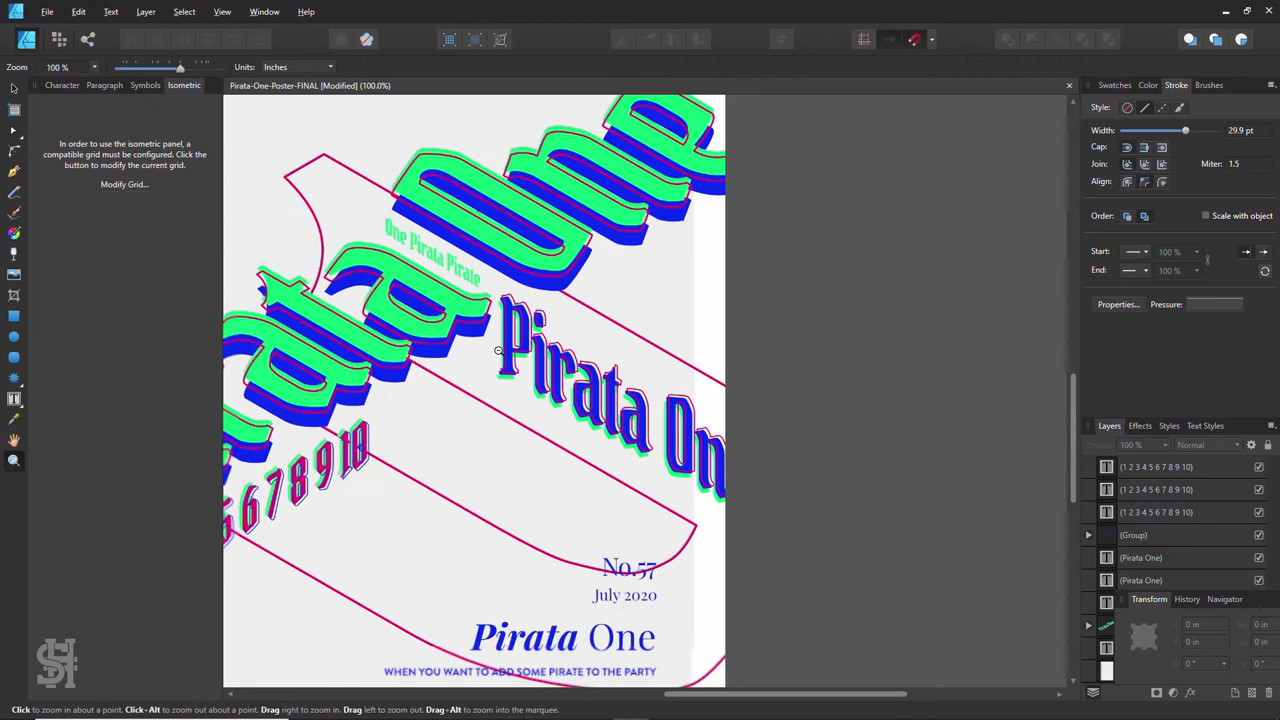 File Edit Text Layer Select View Window Help
Zoom 100 % Units: Inches
Character Paragraph Symbols Isometric
Pirata-One-Poster-FINAL [Modified] (100.0%)
Swatches Color Stroke Brushes
In order to use the isometric panel, a
compatible grid must be configured. Click the
button to modify the current grid.
Modify Grid...
Style:
Width: 29.9 pt
Cap:
Join: Miter: 1.5
Align:
Order: Scale with object
Start: 100 %
End: 100 %
Properties... Pressure:
One
One Pirata Pirate
Pirata On
6 7 8 9 10
No.57
July 2020
Pirata One
WHEN YOU WANT TO ADD SOME PIRATE TO THE PARTY
Layers Effects Styles Text Styles
100 % Normal
(1 2 3 4 5 6 7 8 9 10)
(1 2 3 4 5 6 7 8 9 10)
(1 2 3 4 5 6 7 8 9 10)
(Group)
(Pirata One)
(Pirata One)
Transform History Navigator
X: 0 in Y: 0 in
W: 0 in H: 0 in
R: 0 ° S: 0 °
Click to zoom in about a point. Click+Alt to zoom out about a point. Drag right to zoom in. Drag left to zoom out. Drag+Alt to zoom into the marquee.